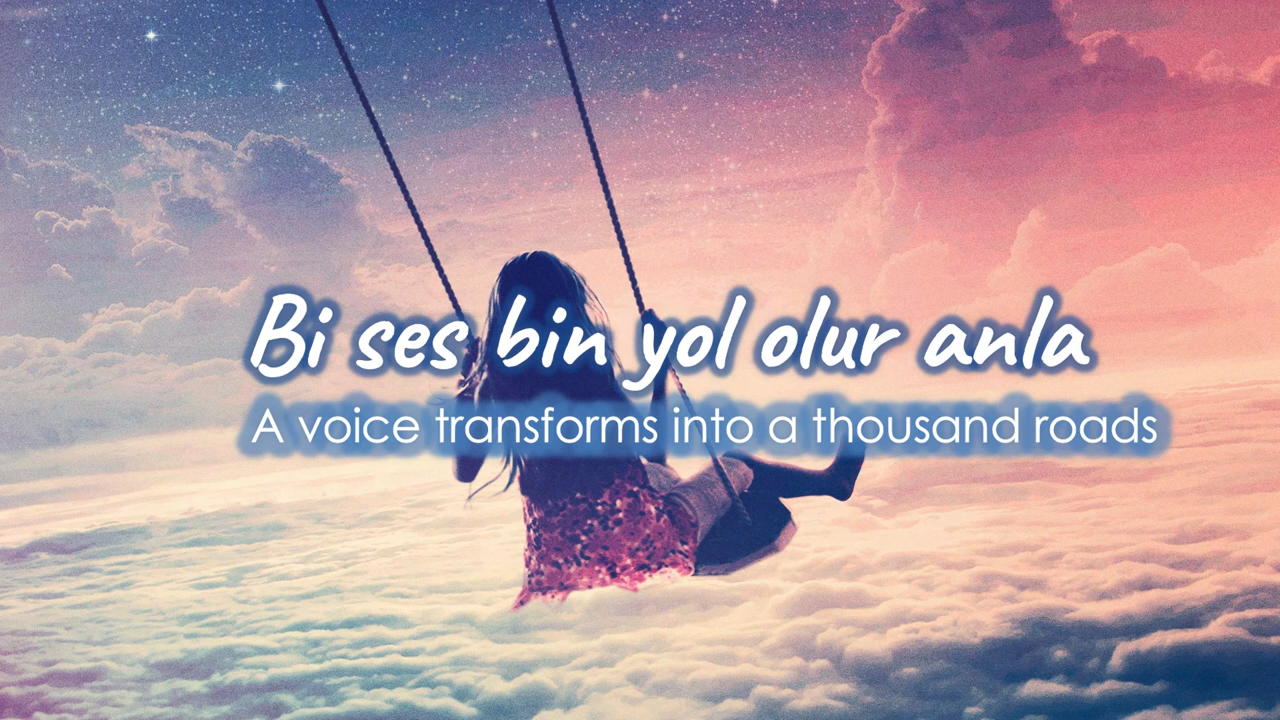 Bi ses bin yol olur anla
A voice transforms into a thousand roads